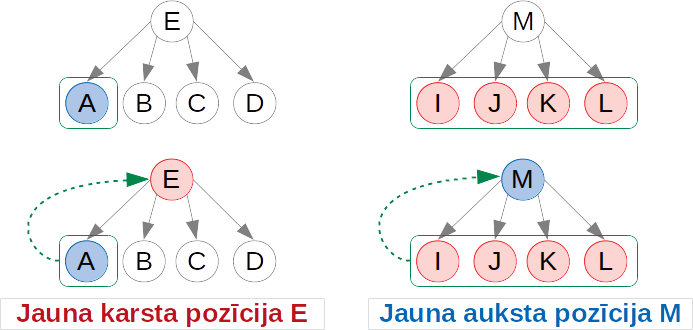 E
M
A B C D
I J K L
E
M
A B C D
I J K L
Jauna karsta pozīcija E
Jauna auksta pozīcija M